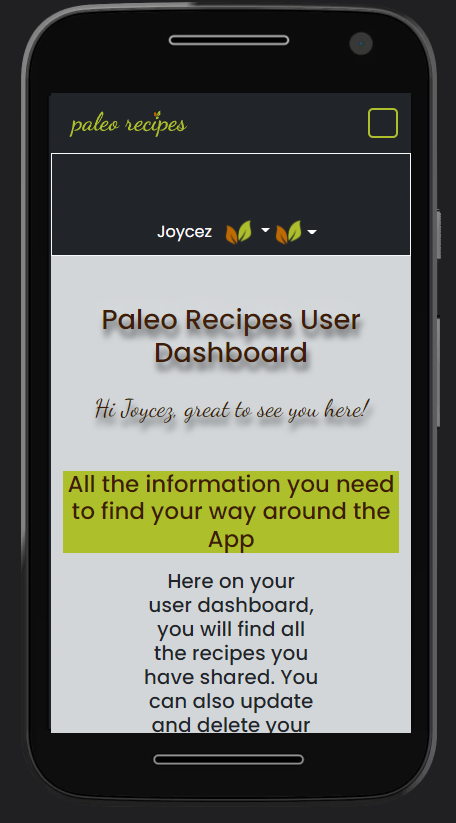 paleo recipes
Joycez
Paleo Recipes User
Dashboard
Hi Joycez, great to see you here!
All the information you need
to find your way around the
App
Here on your
user dashboard,
you will find all
the recipes you
have shared. You
can also update
and delete your